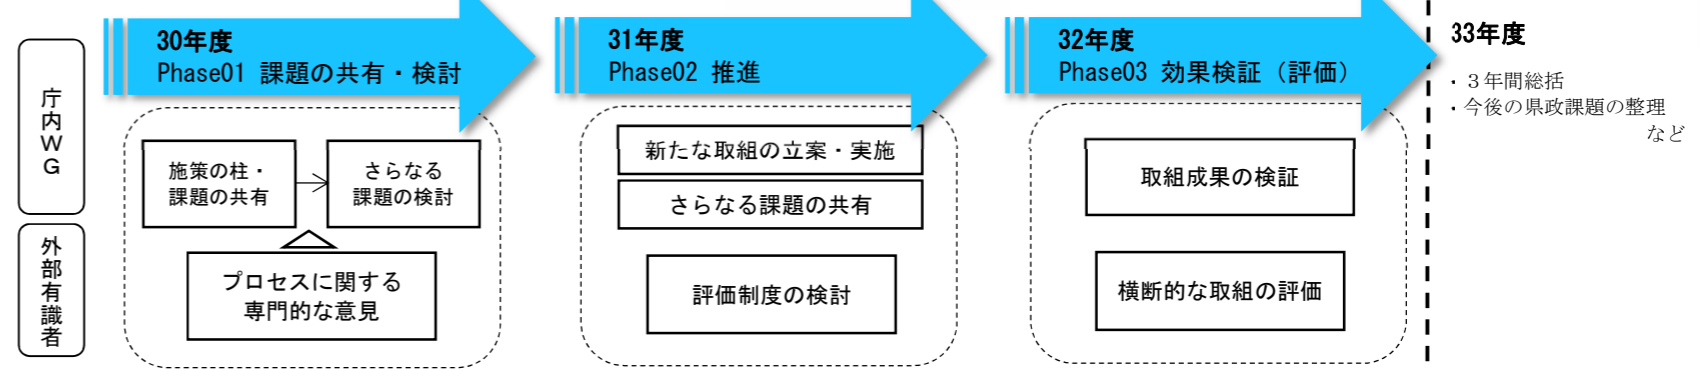 30年度
Phase01 課題の共有・検討
31年度
Phase02 推進
32年度
Phase03 効果検証（評価）
33年度
・３年間総括
・今後の県政課題の整理
など
庁内ＷＧ
施策の柱・
課題の共有
さらなる
課題の検討
新たな取組の立案・実施
さらなる課題の共有
取組成果の検証
外部有識者
プロセスに関する
専門的な意見
評価制度の検討
横断的な取組の評価